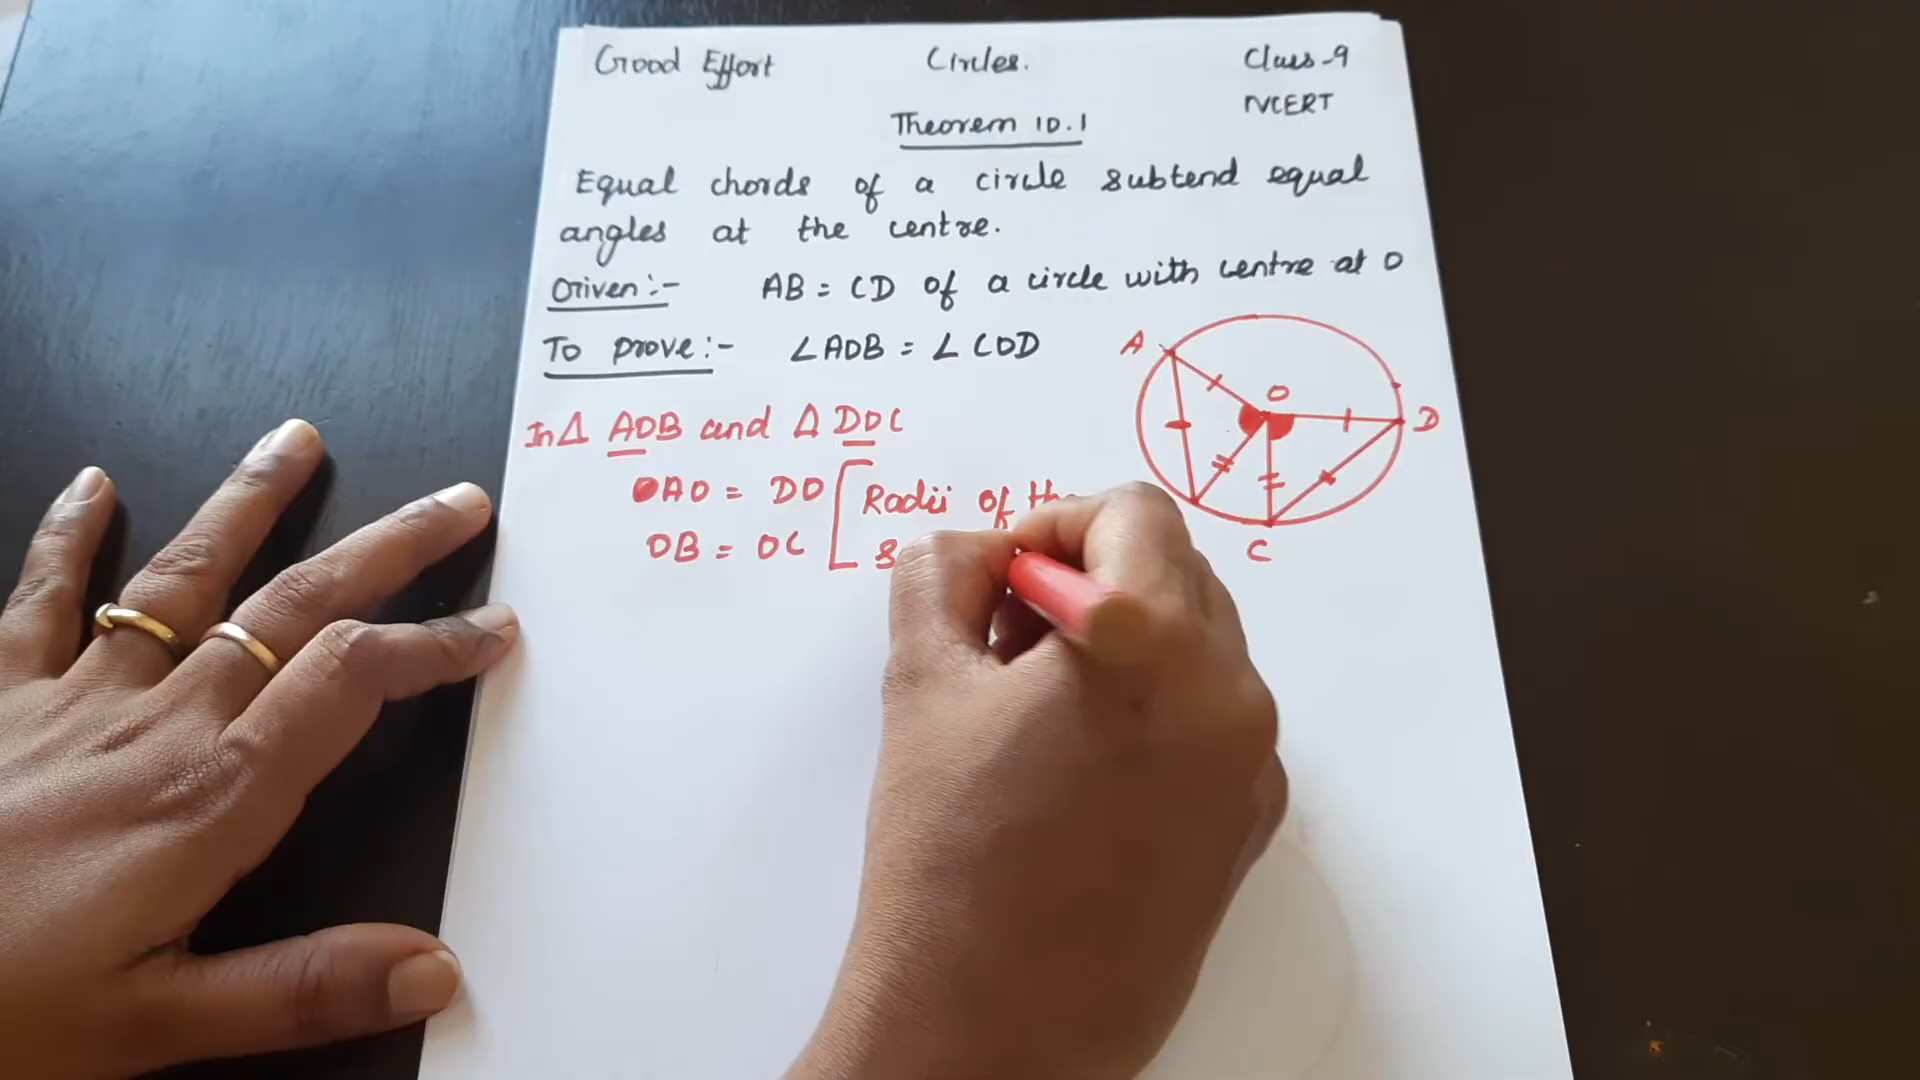 Good Effort Circles. Class-9
NCERT
Theorem 10.1
Equal chords of a circle subtend equal
angles at the centre.
Given:- AB = CD of a circle with centre at O
To prove:- ∠AOB = ∠COD
In Δ AOB and Δ DOC
AO = DO [Radii of
OB = OC
A
O
D
C